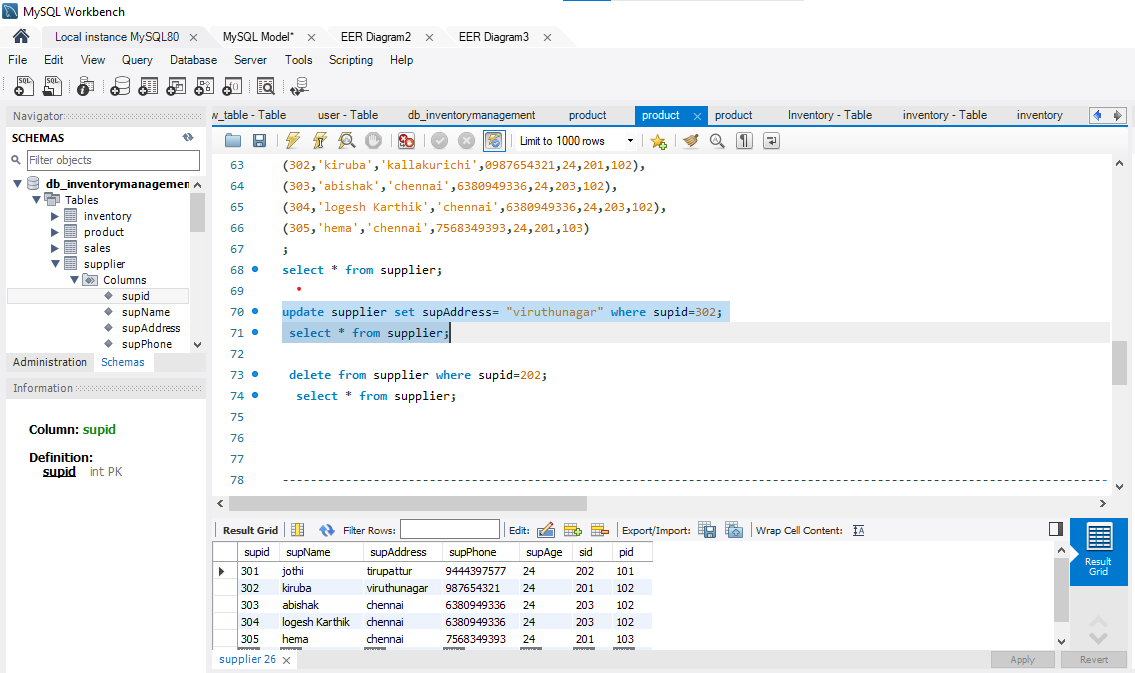 MySQL Workbench
Local instance MySQL80 MySQL Model* EER Diagram2 EER Diagram3
File Edit View Query Database Server Tools Scripting Help
Navigator
SCHEMAS
Filter objects
db_inventorymanagemen
Tables
inventory
product
sales
supplier
Columns
supid
supName
supAddress
supPhone
Administration Schemas
Information
Column: supid
Definition:
supid int PK
w_table - Table user - Table db_inventorymanagement product product product Inventory - Table inventory - Table inventory
Limit to 1000 rows
63 (302,'kiruba','kallakurichi',0987654321,24,201,102),
64 (303,'abishak','chennai',6380949336,24,203,102),
65 (304,'logesh Karthik','chennai',6380949336,24,203,102),
66 (305,'hema','chennai',7568349393,24,201,103)
67 ;
68 select * from supplier;
69
70 update supplier set supAddress= "viruthunagar" where supid=302;
71 select * from supplier;
72
73 delete from supplier where supid=202;
74 select * from supplier;
75
76
77
78 ----------------------------------------------------------------------------------------------------------------------
Result Grid Filter Rows: Edit: Export/Import: Wrap Cell Content:
supid supName supAddress supPhone supAge sid pid
301 jothi tirupattur 9444397577 24 202 101
302 kiruba viruthunagar 987654321 24 201 102
303 abishak chennai 6380949336 24 203 102
304 logesh Karthik chennai 6380949336 24 203 102
305 hema chennai 7568349393 24 201 103
Result
Grid
supplier 26
Apply Revert